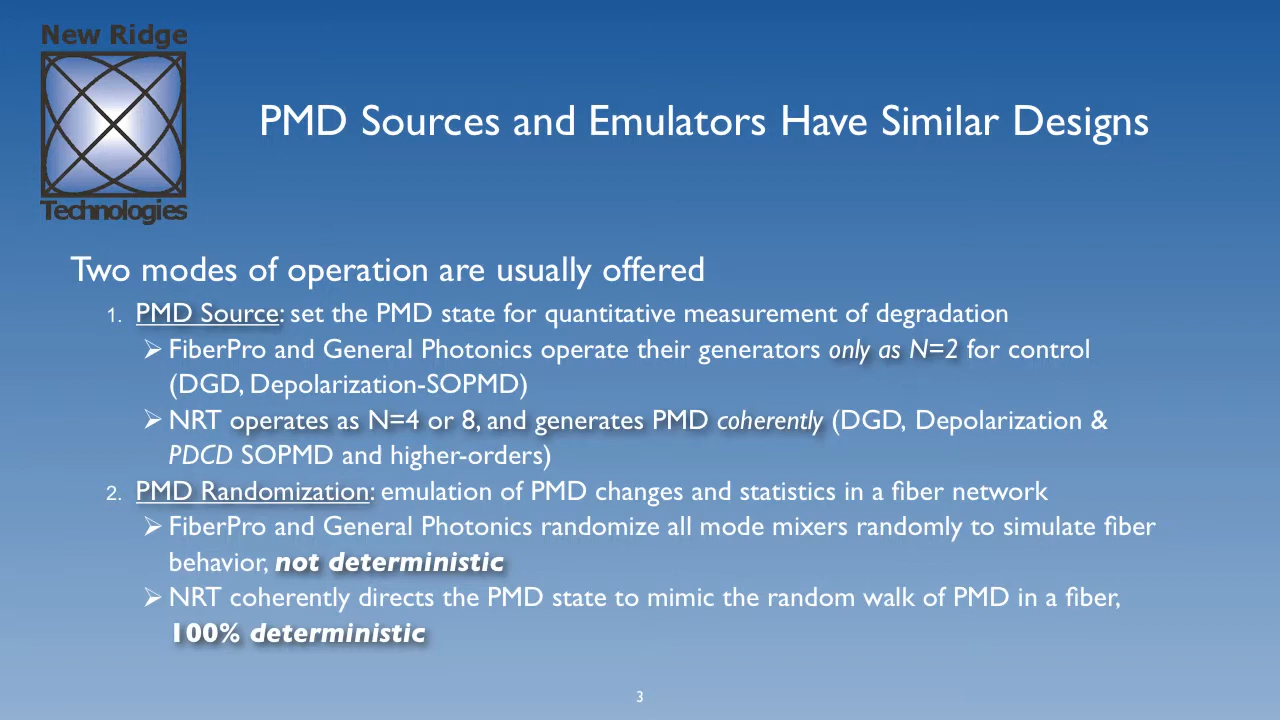 New Ridge
Technologies
PMD Sources and Emulators Have Similar Designs
Two modes of operation are usually offered
1. PMD Source: set the PMD state for quantitative measurement of degradation
➢ FiberPro and General Photonics operate their generators only as N=2 for control
(DGD, Depolarization-SOPMD)
➢ NRT operates as N=4 or 8, and generates PMD coherently (DGD, Depolarization &
PDCD SOPMD and higher-orders)
2. PMD Randomization: emulation of PMD changes and statistics in a fiber network
➢ FiberPro and General Photonics randomize all mode mixers randomly to simulate fiber
behavior, not deterministic
➢ NRT coherently directs the PMD state to mimic the random walk of PMD in a fiber,
100% deterministic
3